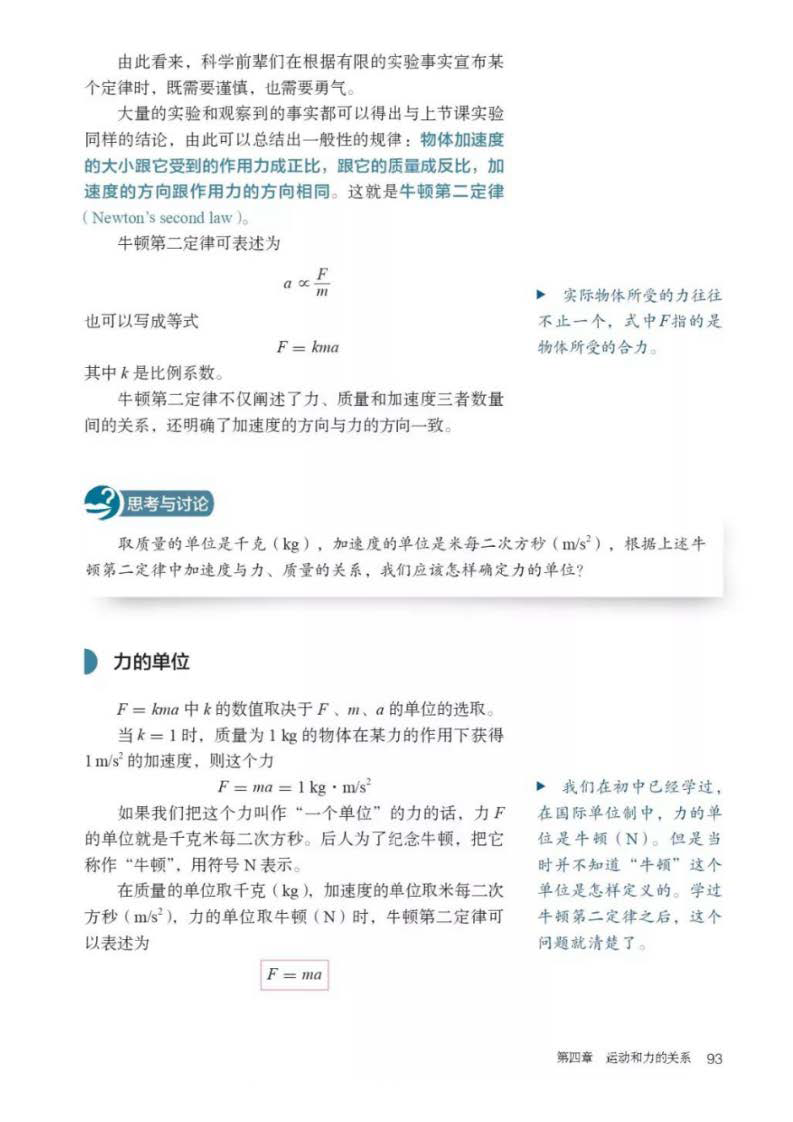 由此看来，科学前辈们在根据有限的实验事实宣布某
个定律时，既需要谨慎，也需要勇气。
大量的实验和观察到的事实都可以得出与上节课实验
同样的结论，由此可以总结出一般性的规律：物体加速度
的大小跟它受到的作用力成正比，跟它的质量成反比，加
速度的方向跟作用力的方向相同。这就是牛顿第二定律
（Newton's second law）。
牛顿第二定律可表述为
a ∝ F/m
也可以写成等式
F = kma
其中 k 是比例系数。
牛顿第二定律不仅阐述了力、质量和加速度三者数量
间的关系，还明确了加速度的方向与力的方向一致。
▶ 实际物体所受的力往往
不止一个，式中F指的是
物体所受的合力。
思考与讨论
取质量的单位是千克（kg），加速度的单位是米每二次方秒（m/s²），根据上述牛
顿第二定律中加速度与力、质量的关系，我们应该怎样确定力的单位？
力的单位
F = kma 中 k 的数值取决于 F、m、a 的单位的选取。
当 k = 1 时，质量为 1 kg 的物体在某力的作用下获得
1 m/s² 的加速度，则这个力
F = ma = 1 kg · m/s²
如果我们把这个力叫作“一个单位”的力的话，力 F
的单位就是千克米每二次方秒。后人为了纪念牛顿，把它
称作“牛顿”，用符号 N 表示。
在质量的单位取千克（kg），加速度的单位取米每二次
方秒（m/s²），力的单位取牛顿（N）时，牛顿第二定律可
以表述为
F = ma
▶ 我们在初中已经学过，
在国际单位制中，力的单
位是牛顿（N）。但是当
时并不知道“牛顿”这个
单位是怎样定义的。学过
牛顿第二定律之后，这个
问题就清楚了。
第四章 运动和力的关系 93